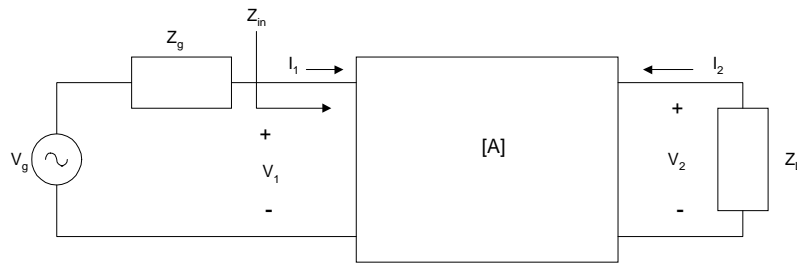 Z_in
Z_g
I_1
I_2
+
+
V_g
V_1
[A]
V_2
Z_l
-
-